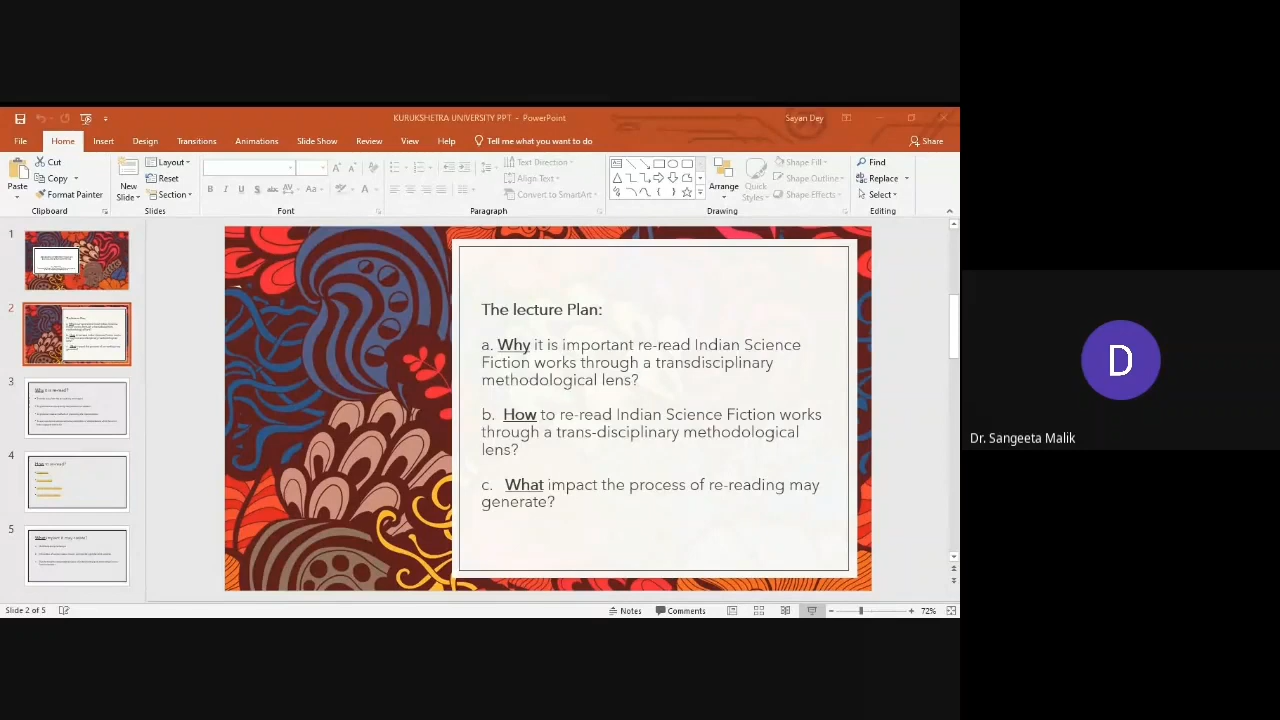 KURUKSHETRA UNIVERSITY PPT - PowerPoint
Sayan Dey
File Home Insert Design Transitions Animations Slide Show Review View Help Tell me what you want to do Share
Paste
Cut
Copy
Format Painter
Clipboard
New Slide
Layout
Reset
Section
Slides
Font
Text Direction
Align Text
Convert to SmartArt
Paragraph
Arrange
Quick Styles
Shape Fill
Shape Outline
Shape Effects
Drawing
Find
Replace
Select
Editing
1
2
3
4
5
The lecture Plan:
a. Why it is important re-read Indian Science
Fiction works through a transdisciplinary
methodological lens?
b. How to re-read Indian Science Fiction works
through a trans-disciplinary methodological
lens?
c. What impact the process of re-reading may
generate?
Slide 2 of 5
Notes Comments 72%
D
Dr. Sangeeta Malik